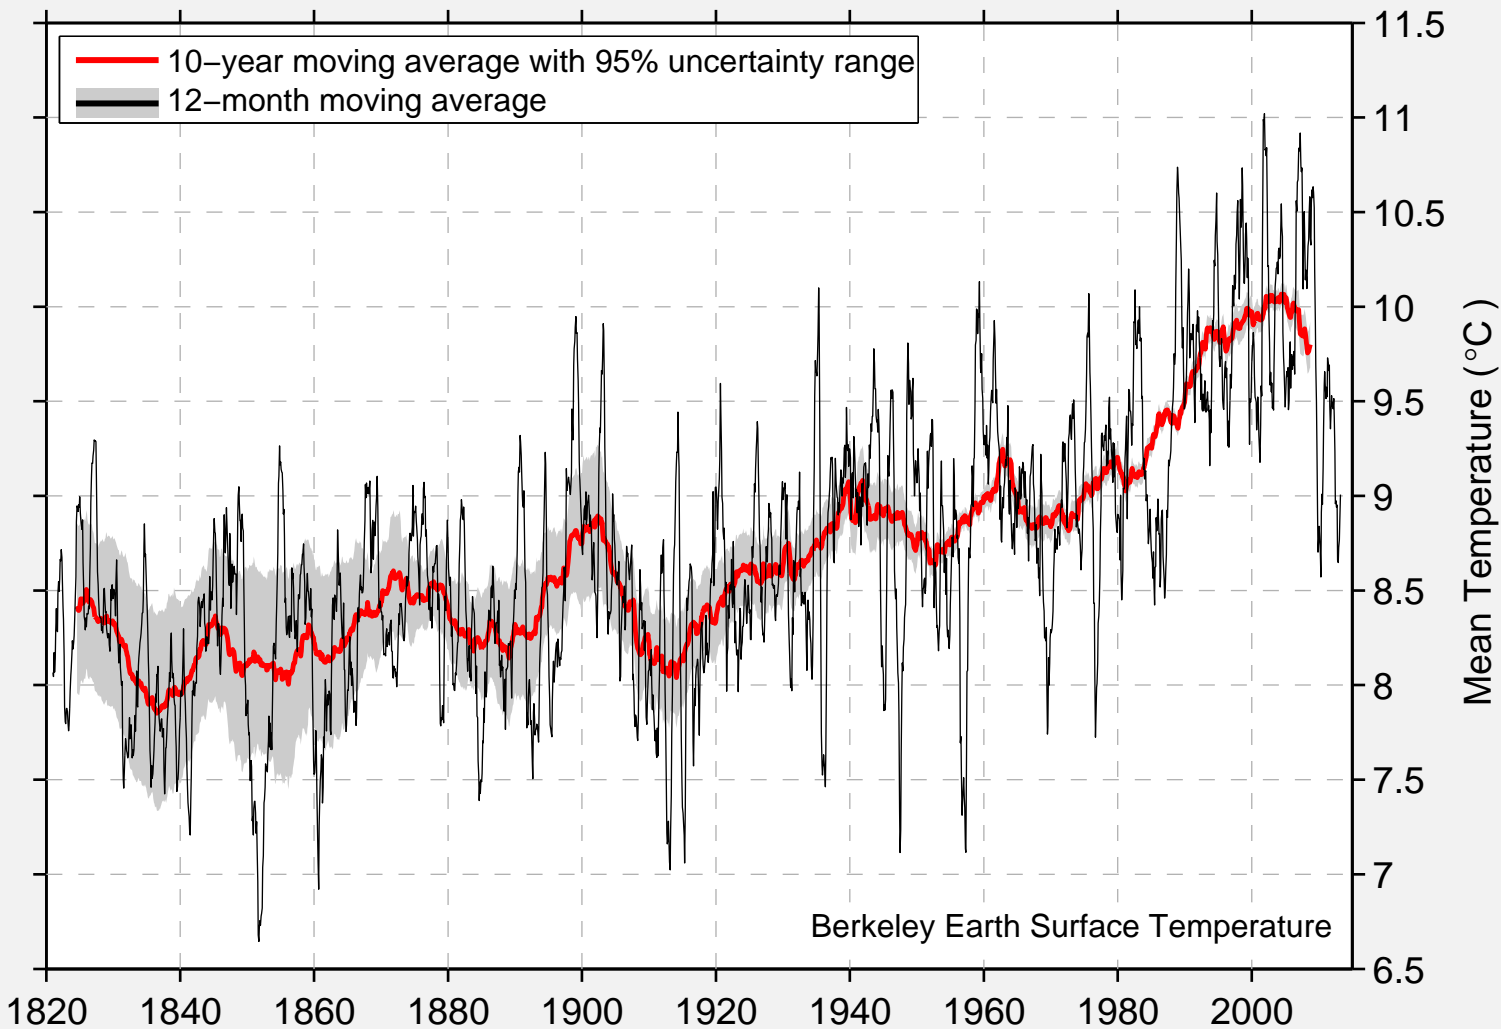 10−year moving average with 95% uncertainty range
12−month moving average
11.5
11
10.5
10
9.5
9
8.5
8
7.5
7
6.5
Mean Temperature (°C )
Berkeley Earth Surface Temperature
1820 1840 1860 1880 1900 1920 1940 1960 1980 2000